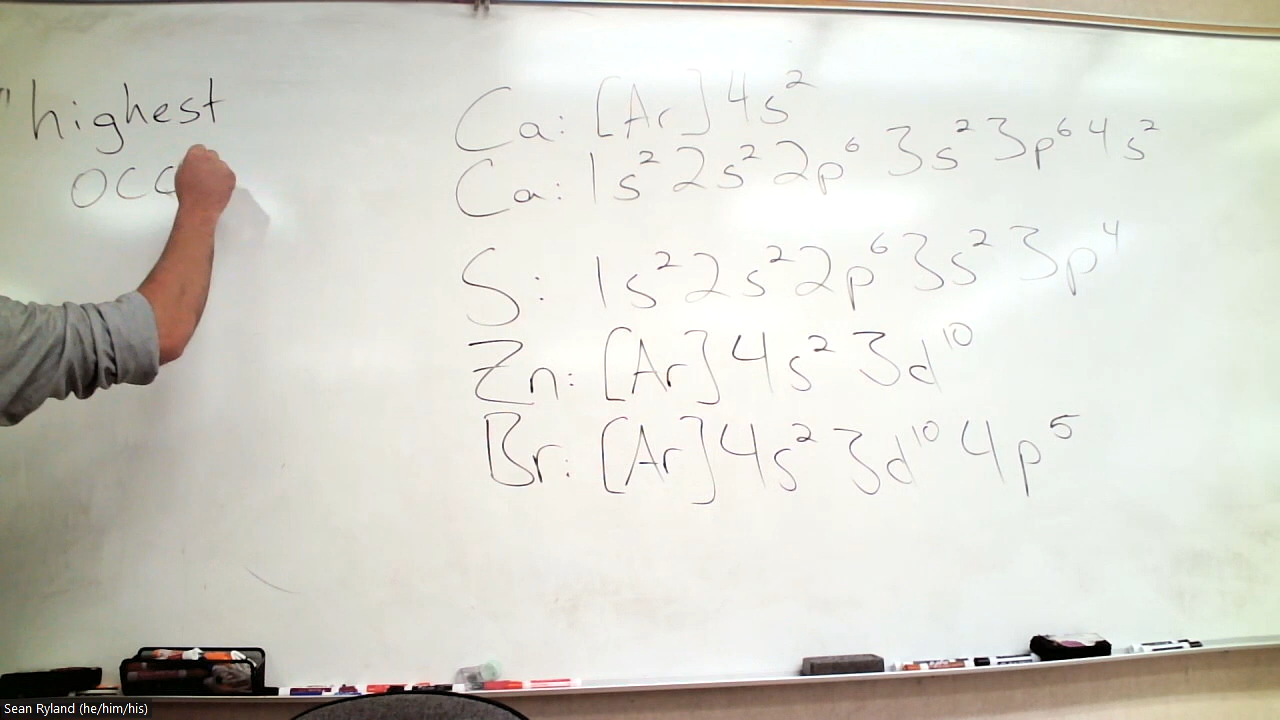 "highest
occ
Ca: [Ar] 4s²
Ca: 1s² 2s² 2p⁶ 3s² 3p⁶ 4s²
S: 1s² 2s² 2p⁶ 3s² 3p⁴
Zn: [Ar] 4s² 3d¹⁰
Br: [Ar] 4s² 3d¹⁰ 4p⁵
Sean Ryland (he/him/his)